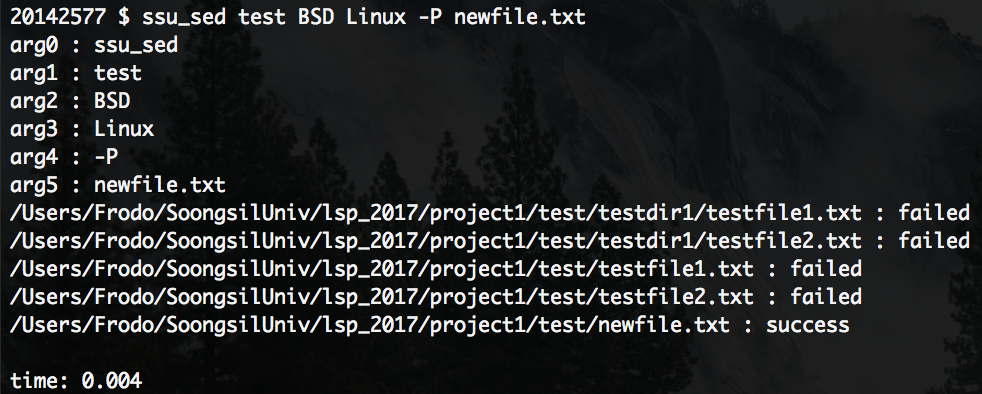 20142577 $ ssu_sed test BSD Linux -P newfile.txt
arg0 : ssu_sed
arg1 : test
arg2 : BSD
arg3 : Linux
arg4 : -P
arg5 : newfile.txt
/Users/Frodo/SoongsilUniv/lsp_2017/project1/test/testdir1/testfile1.txt : failed
/Users/Frodo/SoongsilUniv/lsp_2017/project1/test/testdir1/testfile2.txt : failed
/Users/Frodo/SoongsilUniv/lsp_2017/project1/test/testfile1.txt : failed
/Users/Frodo/SoongsilUniv/lsp_2017/project1/test/testfile2.txt : failed
/Users/Frodo/SoongsilUniv/lsp_2017/project1/test/newfile.txt : success
time: 0.004